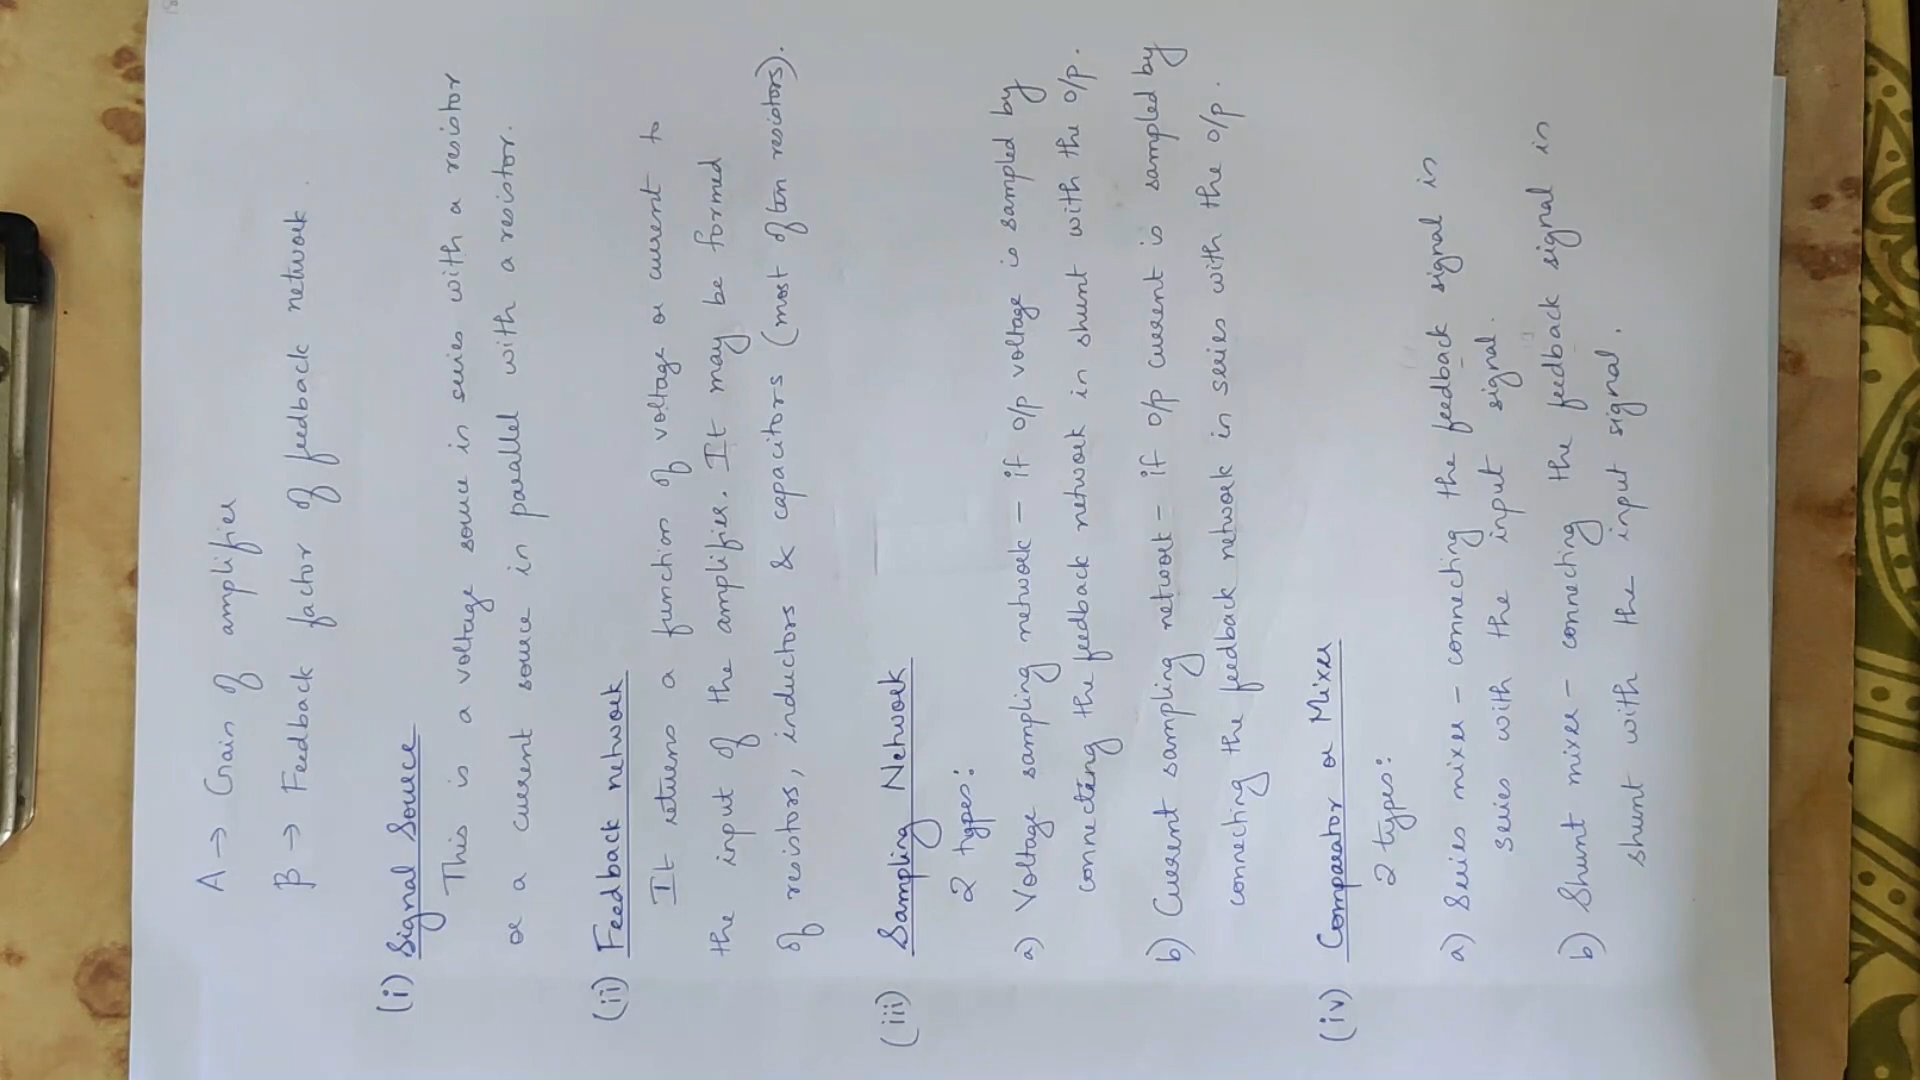 A → Gain of amplifier
β → Feedback factor of feedback network.
(i) Signal Source
This is a voltage source in series with a resistor
or a current source in parallel with a resistor.
(ii) Feedback network
It returns a function of voltage or current to
the input of the amplifier. It may be formed
of resistors, inductors & capacitors (most often resistors).
(iii) Sampling Network
2 types:
a) Voltage sampling network - if o/p voltage is sampled by
connecting the feedback network in shunt with the o/p.
b) Current sampling network - if o/p current is sampled by
connecting the feedback network in series with the o/p.
(iv) Comparator or Mixer
2 types:
a) Series mixer - connecting the feedback signal in
series with the input signal.
b) Shunt mixer - connecting the feedback signal in
shunt with the input signal.